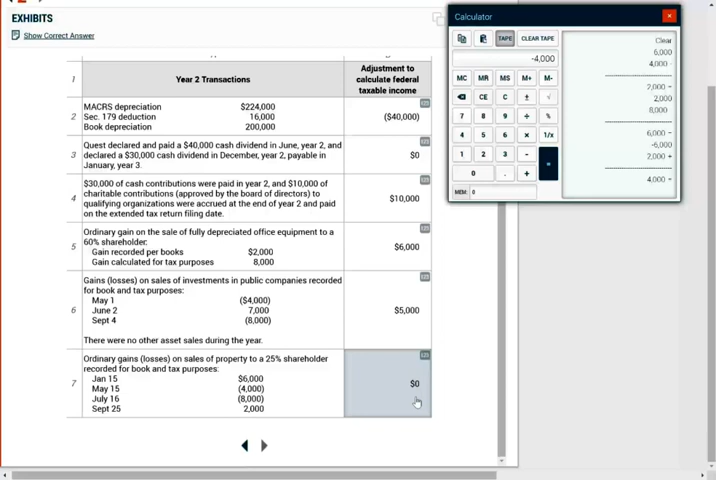 EXHIBITS
Show Correct Answer
1 Year 2 Transactions Adjustment to calculate federal taxable income
2 MACRS depreciation $224,000
Sec. 179 deduction 16,000
Book depreciation 200,000
($40,000)
3 Quest declared and paid a $40,000 cash dividend in June, year 2, and
declared a $30,000 cash dividend in December, year 2, payable in
January, year 3.
$0
4 $30,000 of cash contributions were paid in year 2, and $10,000 of
charitable contributions (approved by the board of directors) to
qualifying organizations were accrued at the end of year 2 and paid
on the extended tax return filing date.
$10,000
5 Ordinary gain on the sale of fully depreciated office equipment to a
60% shareholder:
Gain recorded per books $2,000
Gain calculated for tax purposes 8,000
$6,000
6 Gains (losses) on sales of investments in public companies recorded
for book and tax purposes:
May 1 ($4,000)
June 2 7,000
Sept 4 (8,000)
There were no other asset sales during the year.
$5,000
7 Ordinary gains (losses) on sales of property to a 25% shareholder
recorded for book and tax purposes:
Jan 15 $6,000
May 15 (4,000)
July 16 (8,000)
Sept 25 2,000
$0
Calculator
TAPE CLEAR TAPE
-4,000
MC MR MS M+ M-
CE C ± √
7 8 9 ÷ %
4 5 6 × 1/x
1 2 3 - =
0 . +
MEM: 0
Clear
6,000
4,000 -
2,000 =
2,000
8,000
6,000 =
-6,000
2,000 +
4,000 =